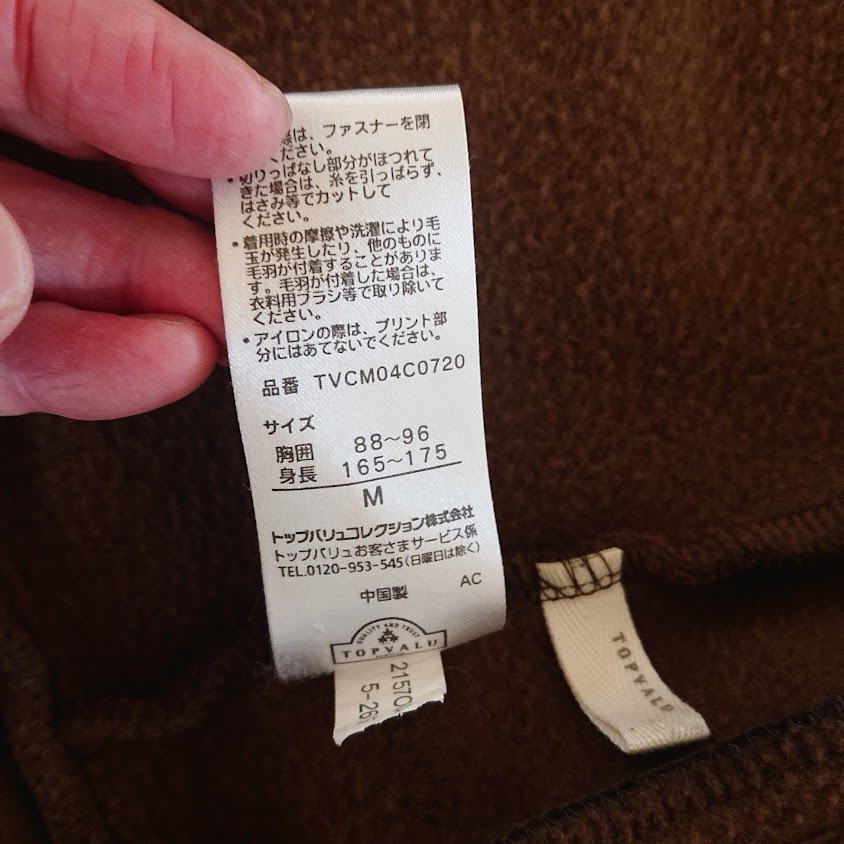 際は、ファスナーを閉
ください。
・切りっぱなし部分がほつれて
きた場合は、糸を引っぱらず、
はさみ等でカットして
ください。
・着用時の摩擦や洗濯により毛
玉が発生したり、他のものに
毛羽が付着することがありま
す。毛羽が付着した場合は、
衣料用ブラシ等で取り除いて
ください。
・アイロンの際は、プリント部
分にはあてないでください。
品番 TVCM04C0720
サイズ
胸囲 88~96
身長 165~175
M
トップバリュコレクション株式会社
トップバリュお客さまサービス係
TEL.0120-953-545(日曜日は除く)
AC
中国製
QUALITY AND TRUST
TOPVALU
21570
5-26
TOPVALU